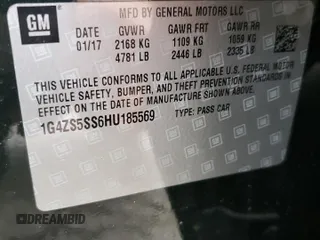 GM
MFD BY GENERAL MOTORS LLC
01/17 GVWR GAWR FRT GAWR RR
2168 KG 1109 KG 1059 KG
4781 LB 2446 LB 2335 LB
THIS VEHICLE CONFORMS TO ALL APPLICABLE U.S. FEDERAL MOTOR
VEHICLE SAFETY, BUMPER, AND THEFT PREVENTION STANDARDS IN
EFFECT ON THE DATE OF MANUFACTURE SHOWN ABOVE.
1G4ZS5SS6HU185569 TYPE: PASS CAR
DREAMBID